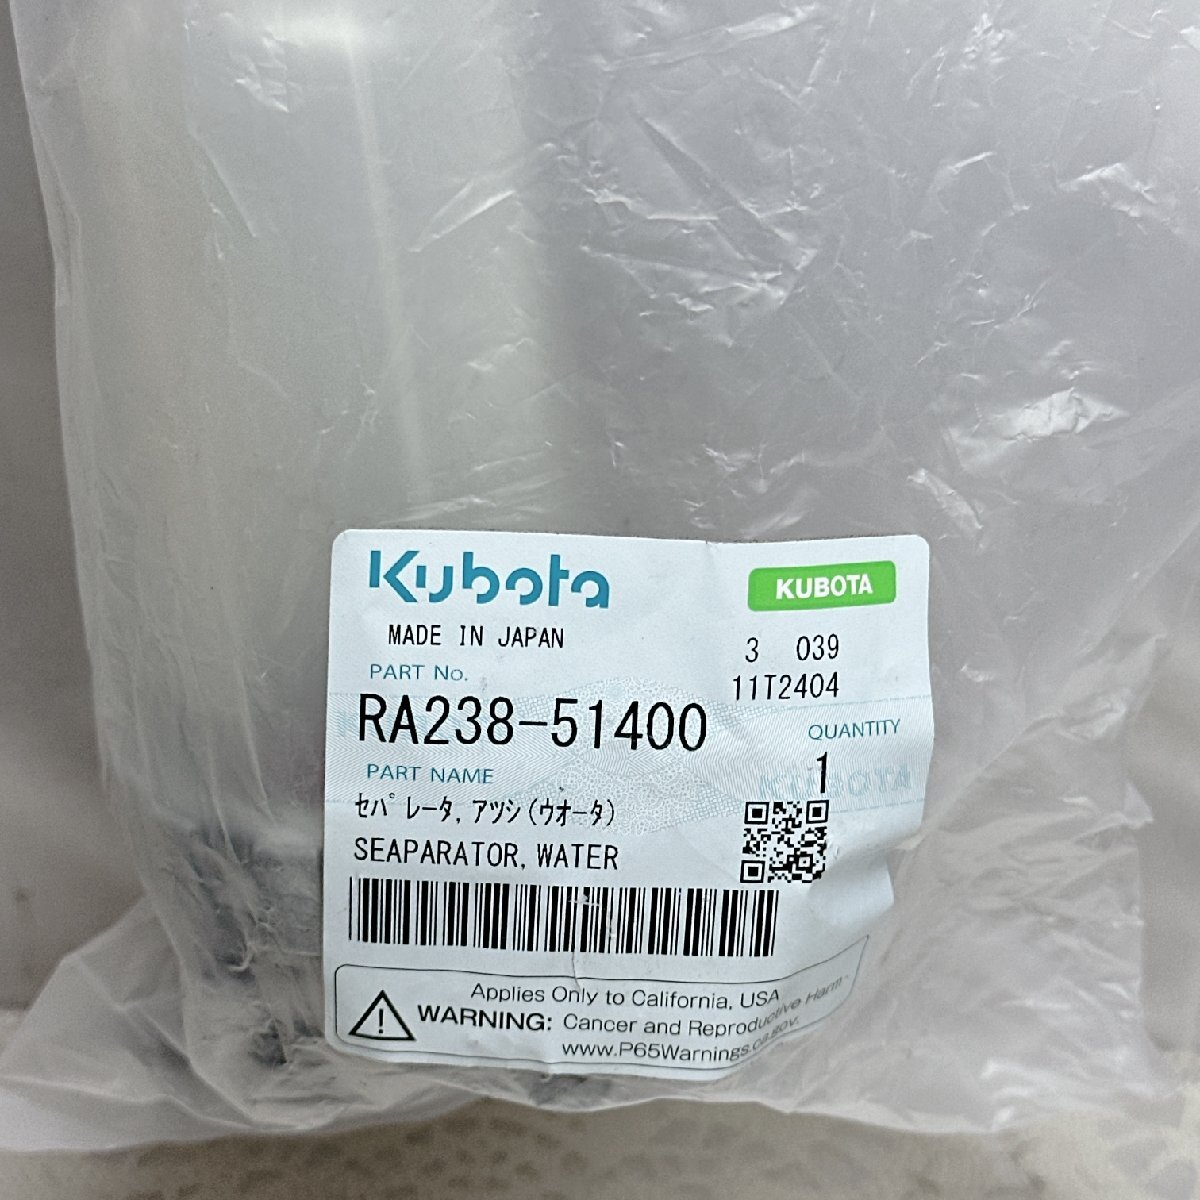 Kubota
KUBOTA
MADE IN JAPAN
3 039
PART No.
11T2404
RA238-51400
QUANTITY
1
PART NAME
セパレータ,アツシ(ウオータ)
SEAPARATOR,WATER
Applies Only to California, USA
WARNING: Cancer and Reproductive Harm -
www.P65Warnings.ca.gov.